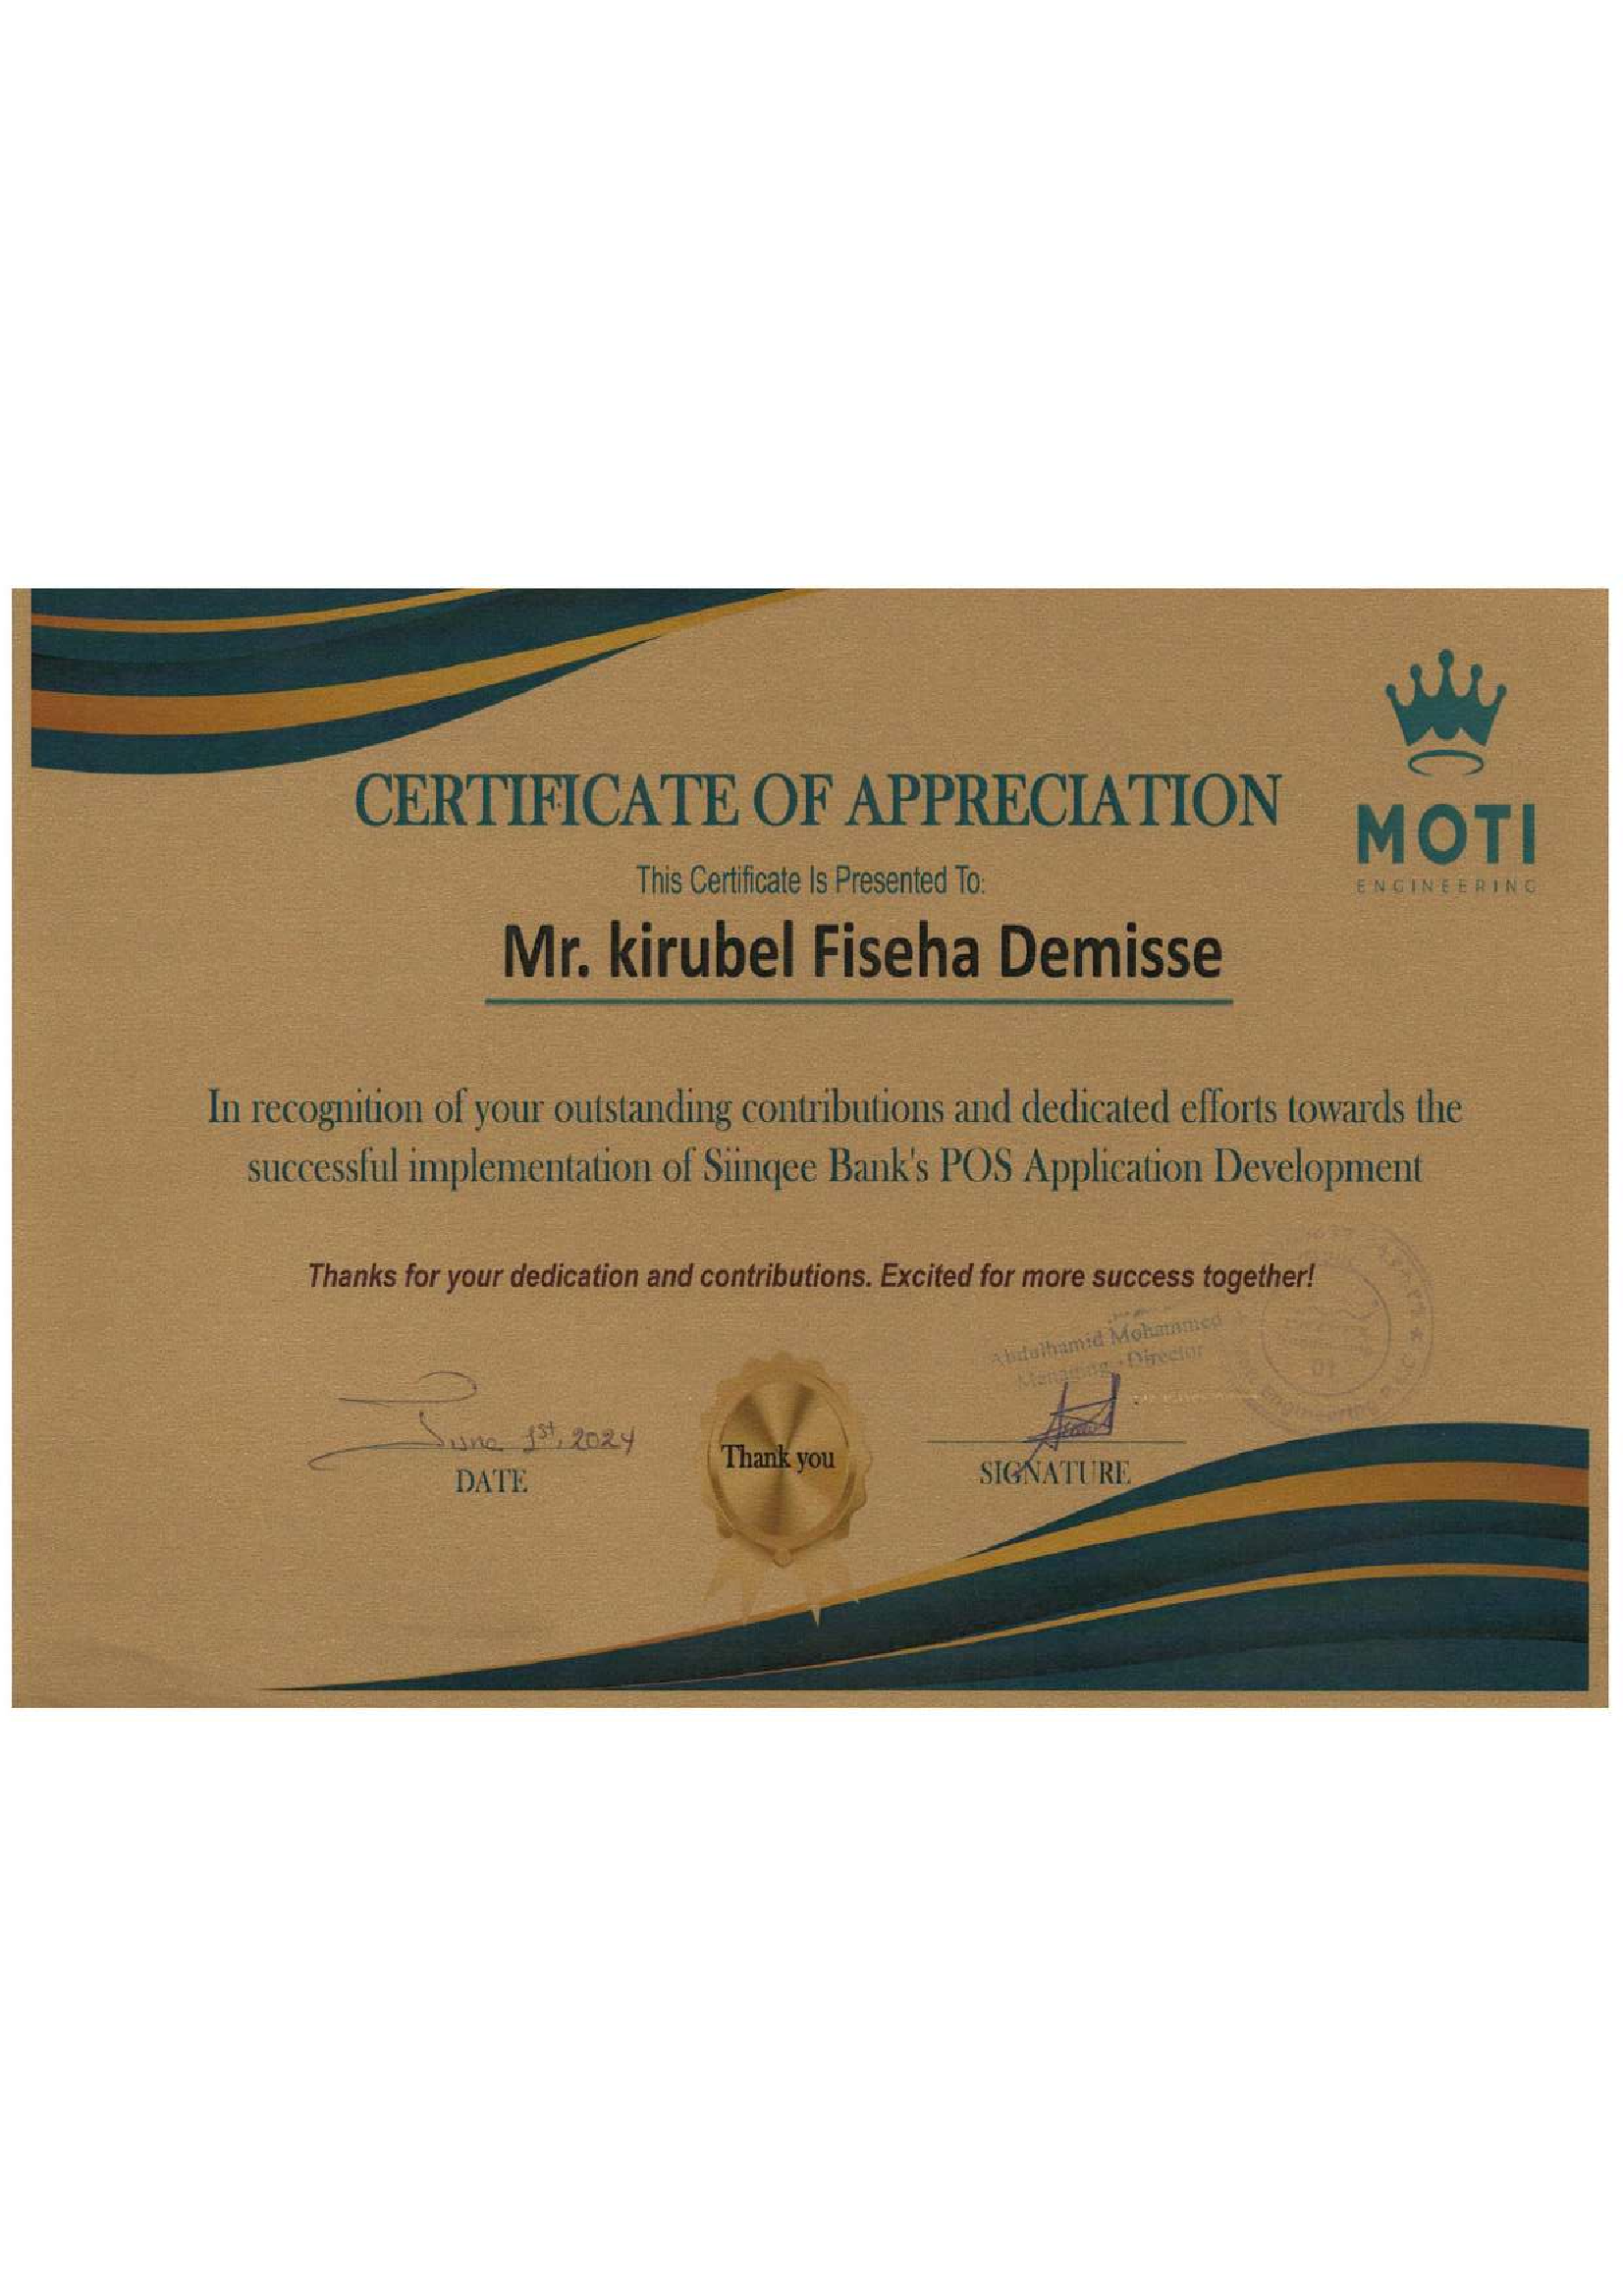 MOTI
ENGINEERING
CERTIFICATE OF APPRECIATION
This Certificate Is Presented To:
Mr. kirubel Fiseha Demisse
In recognition of your outstanding contributions and dedicated efforts towards the
successful implementation of Siinqee Bank's POS Application Development
Thanks for your dedication and contributions. Excited for more success together!
Abdulhamid Mohammed
Managing Director
June 1st, 2024
DATE
Thank you
SIGNATURE
Engineering
01